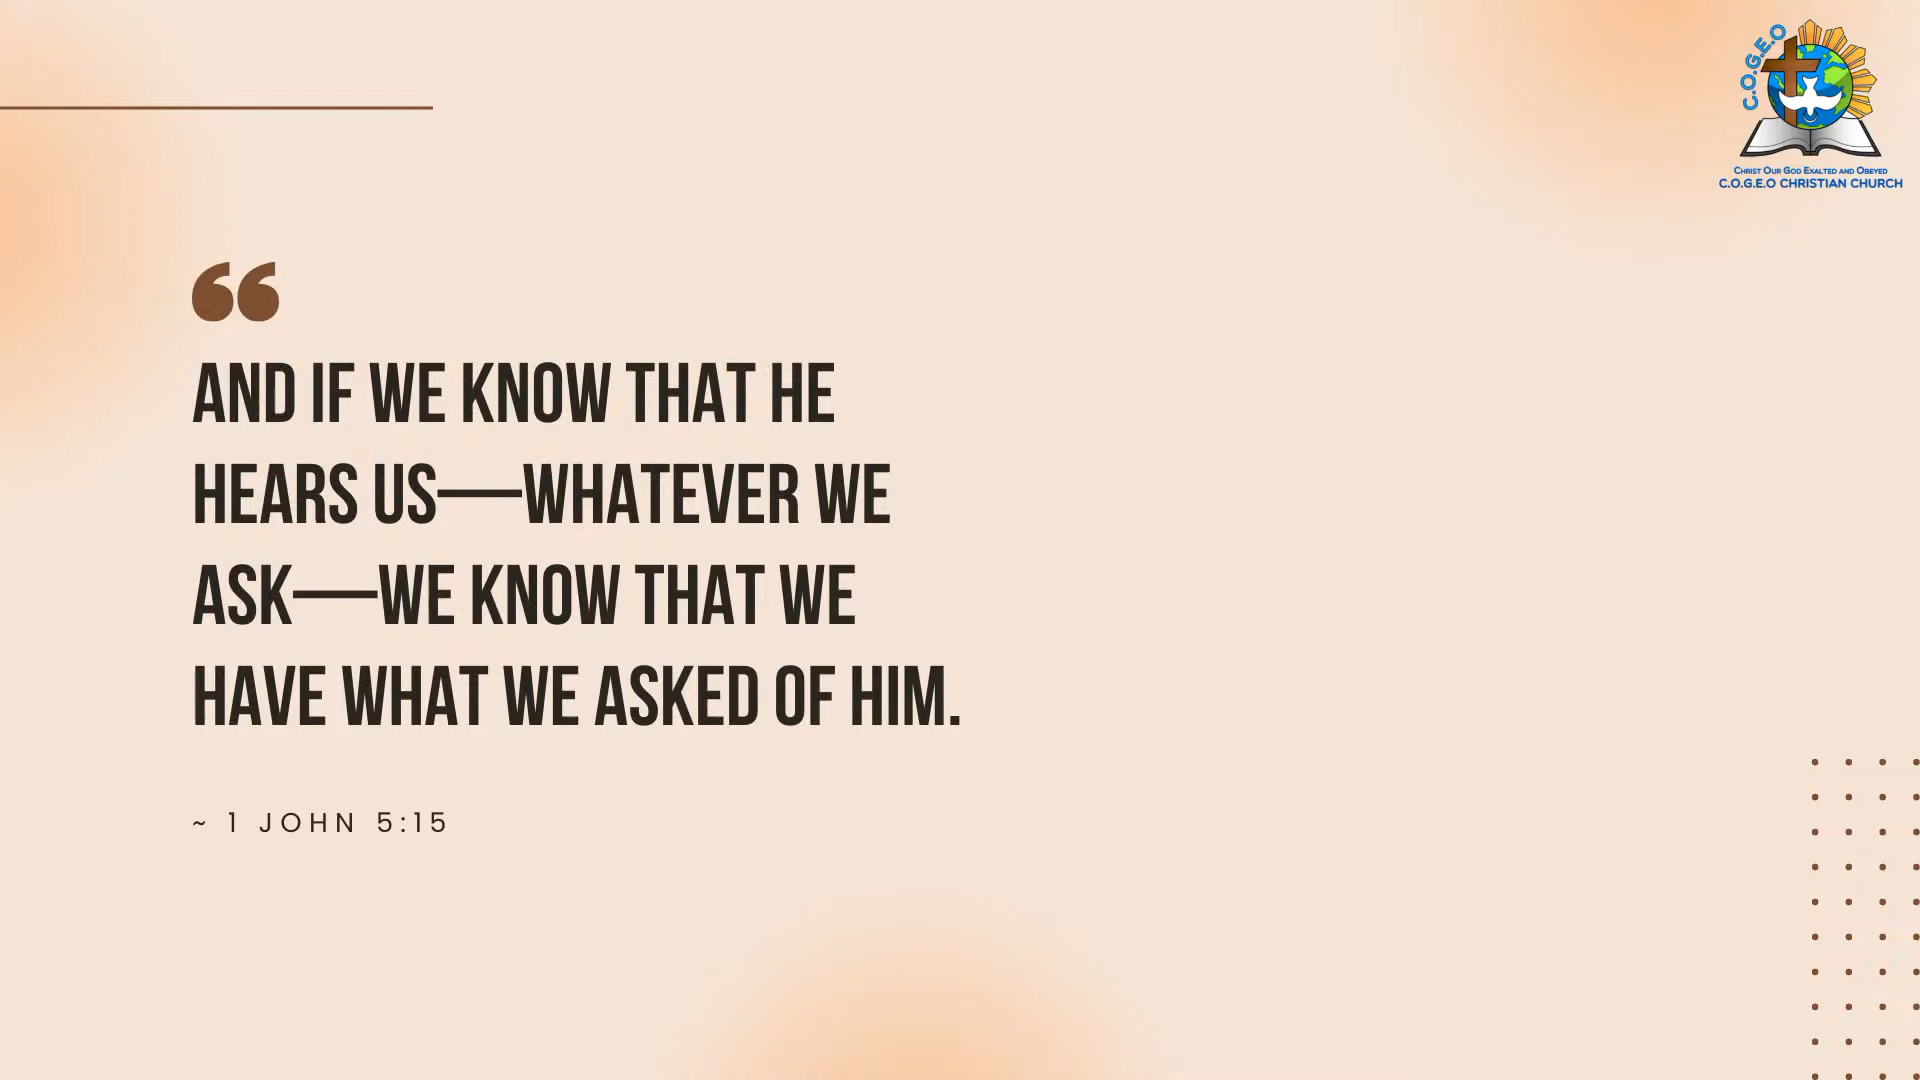 C.O.G.E.O
Christ Our God Exalted and Obeyed
C.O.G.E.O CHRISTIAN CHURCH
“
AND IF WE KNOW THAT HE
HEARS US—WHATEVER WE
ASK—WE KNOW THAT WE
HAVE WHAT WE ASKED OF HIM.
~ 1 JOHN 5:15